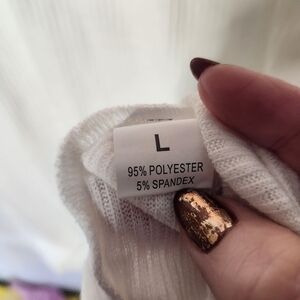 L
95% POLYESTER
5% SPANDEX